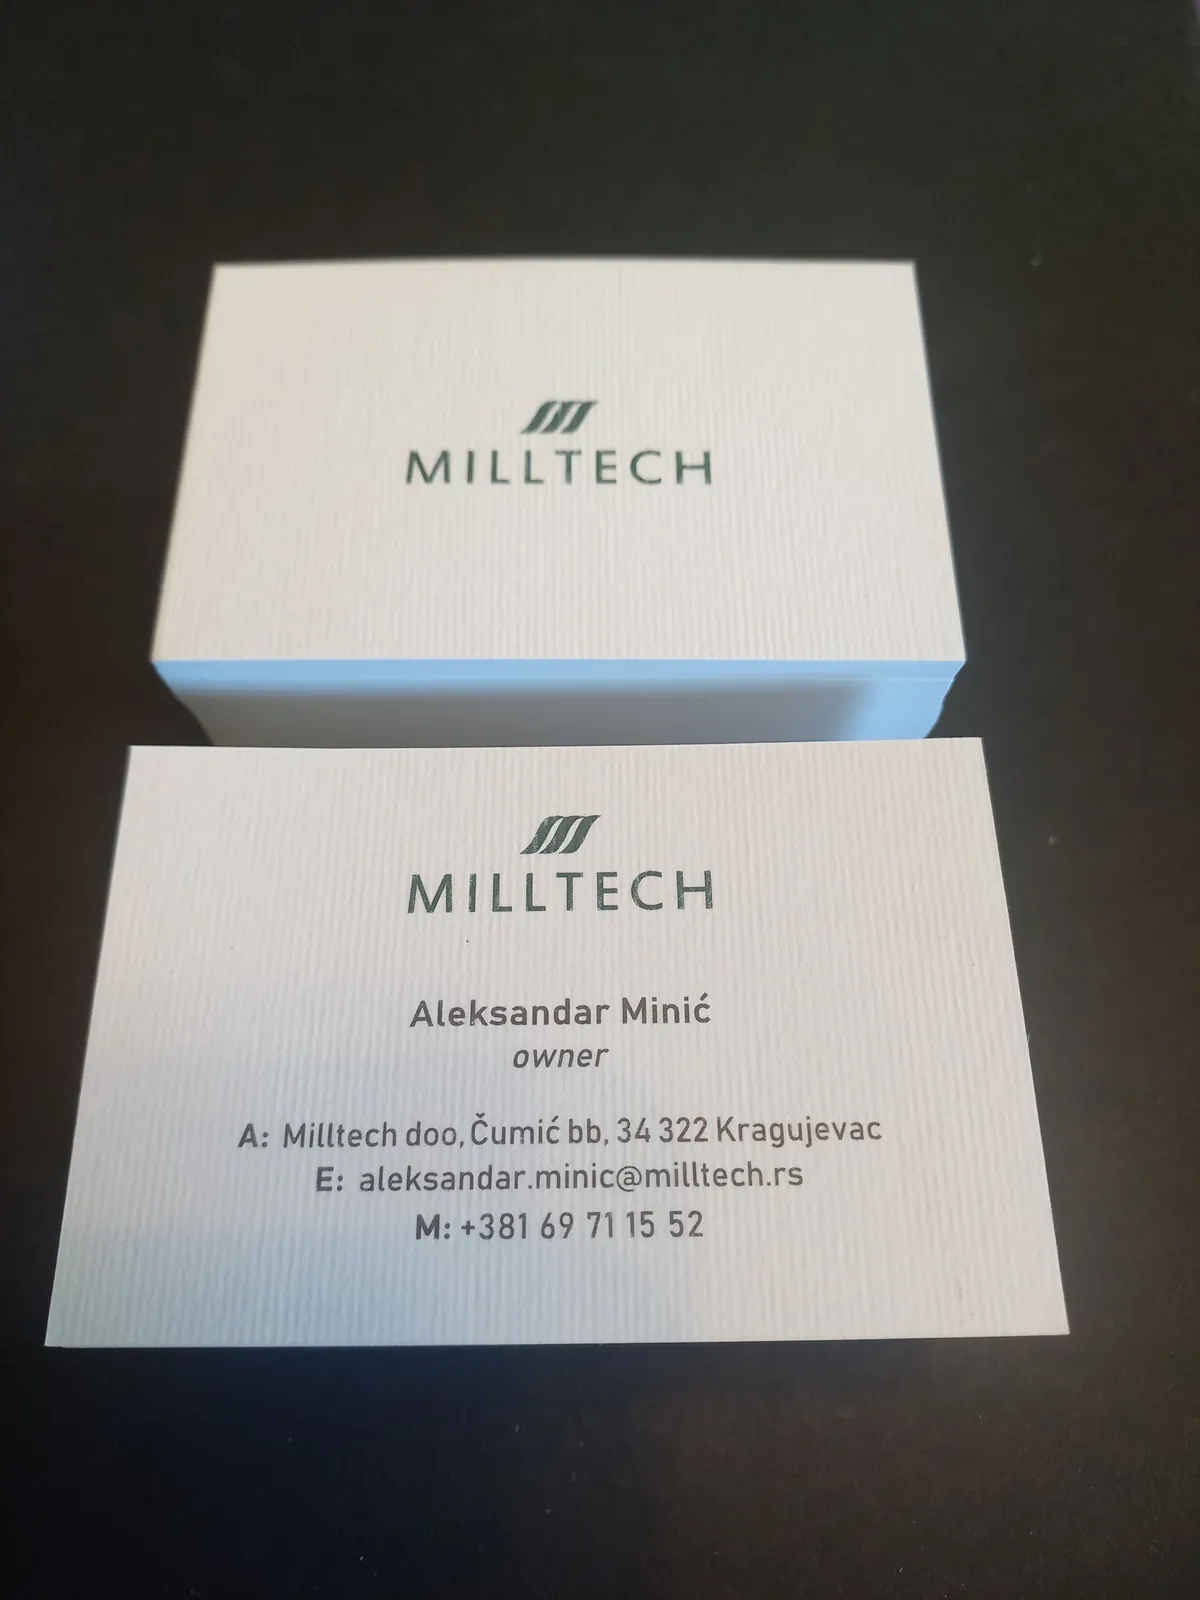 MILLTECH
MILLTECH
Aleksandar Minić
owner
A: Milltech doo, Čumić bb, 34 322 Kragujevac
E: aleksandar.minic@milltech.rs
M: +381 69 71 15 52